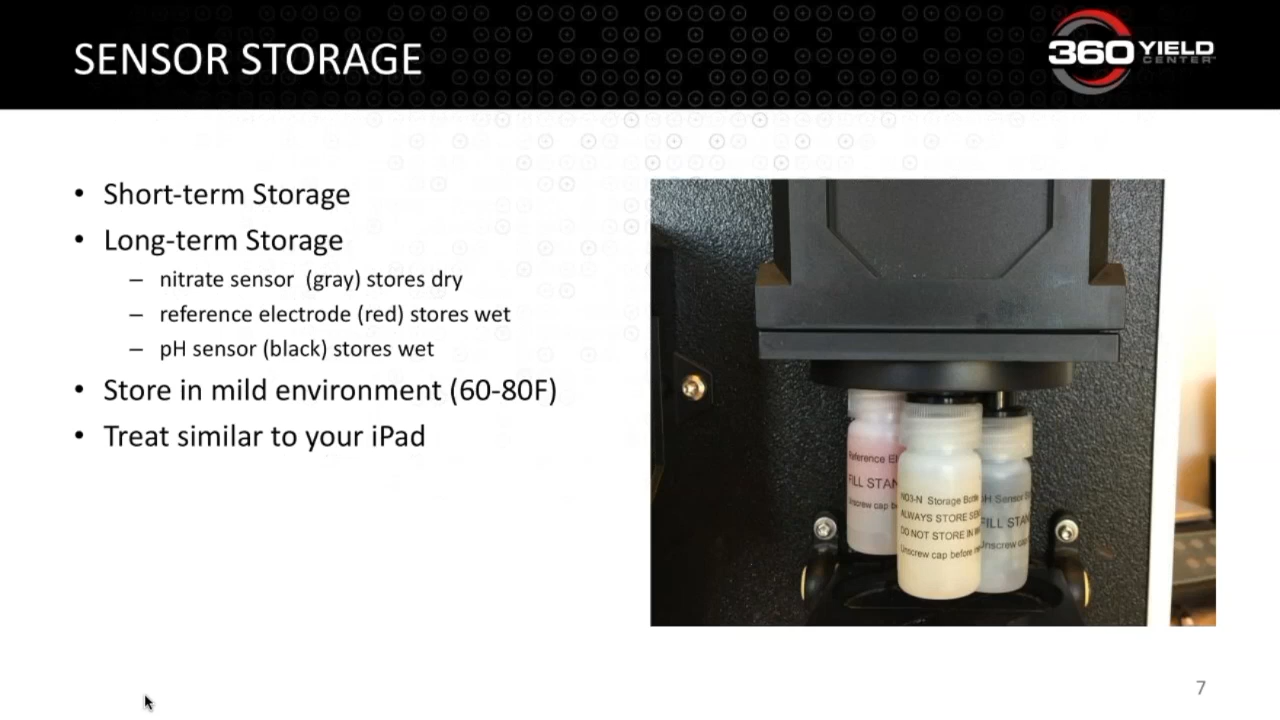 SENSOR STORAGE
360 YIELD
CENTER
• Short-term Storage
• Long-term Storage
– nitrate sensor (gray) stores dry
– reference electrode (red) stores wet
– pH sensor (black) stores wet
• Store in mild environment (60-80F)
• Treat similar to your iPad
Reference El
FILL STAN
Unscrew cap be
NO3-N Storage Bottle
ALWAYS STORE SEN
DO NOT STORE IN
Unscrew cap before
pH Sensor
FILL STAN
Unscrew cap
7